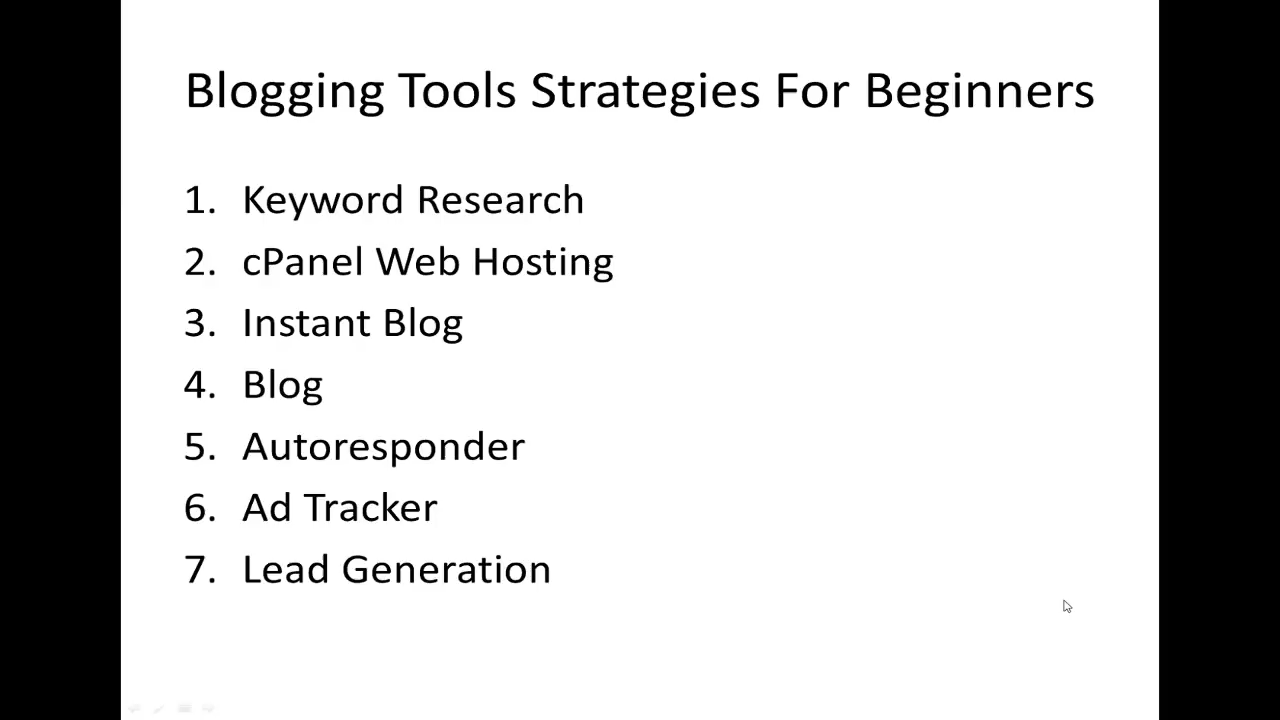 Blogging Tools Strategies For Beginners
1. Keyword Research
2. cPanel Web Hosting
3. Instant Blog
4. Blog
5. Autoresponder
6. Ad Tracker
7. Lead Generation